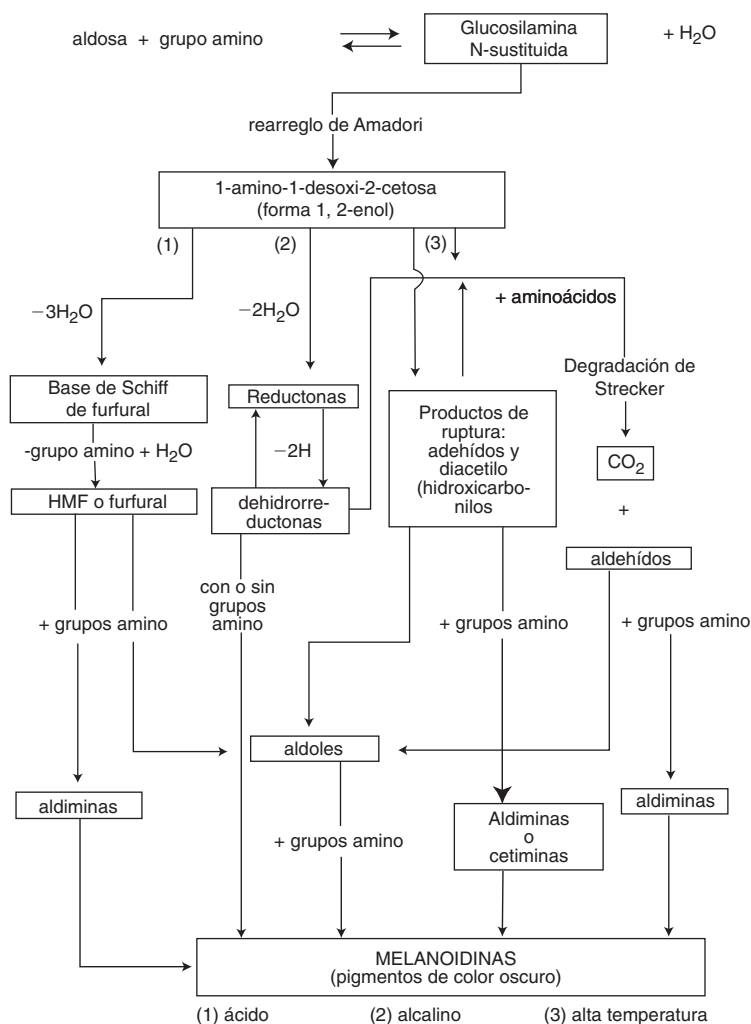 aldosa + grupo amino
Glucosilamina
N-sustituida
+ H2O
rearreglo de Amadori
1-amino-1-desoxi-2-cetosa
(forma 1, 2-enol)
(1)
(2)
(3)
−3H2O
−2H2O
+ aminoácidos
Degradación de
Strecker
Base de Schiff
de furfural
Reductonas
Productos de
ruptura:
adehídos y
diacetilo
(hidroxicarbo-
nilos
CO2
-grupo amino + H2O
−2H
HMF o furfural
dehidrorre-
ductonas
+
aldehídos
con o sin
grupos
amino
+ grupos amino
+ grupos amino
+ grupos amino
aldoles
aldiminas
aldiminas
Aldiminas
o
cetiminas
+ grupos amino
MELANOIDINAS
(pigmentos de color oscuro)
(1) ácido
(2) alcalino
(3) alta temperatura